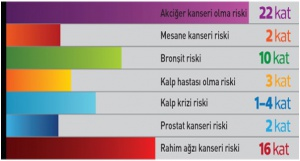 Akciğer kanseri olma riski 22 kat
Mesane kanseri riski 2 kat
Bronşit riski 10 kat
Kalp hastası olma riski 3 kat
Kalp krizi riski 1-4 kat
Prostat kanseri riski 2 kat
Rahim ağzı kanseri riski 16 kat